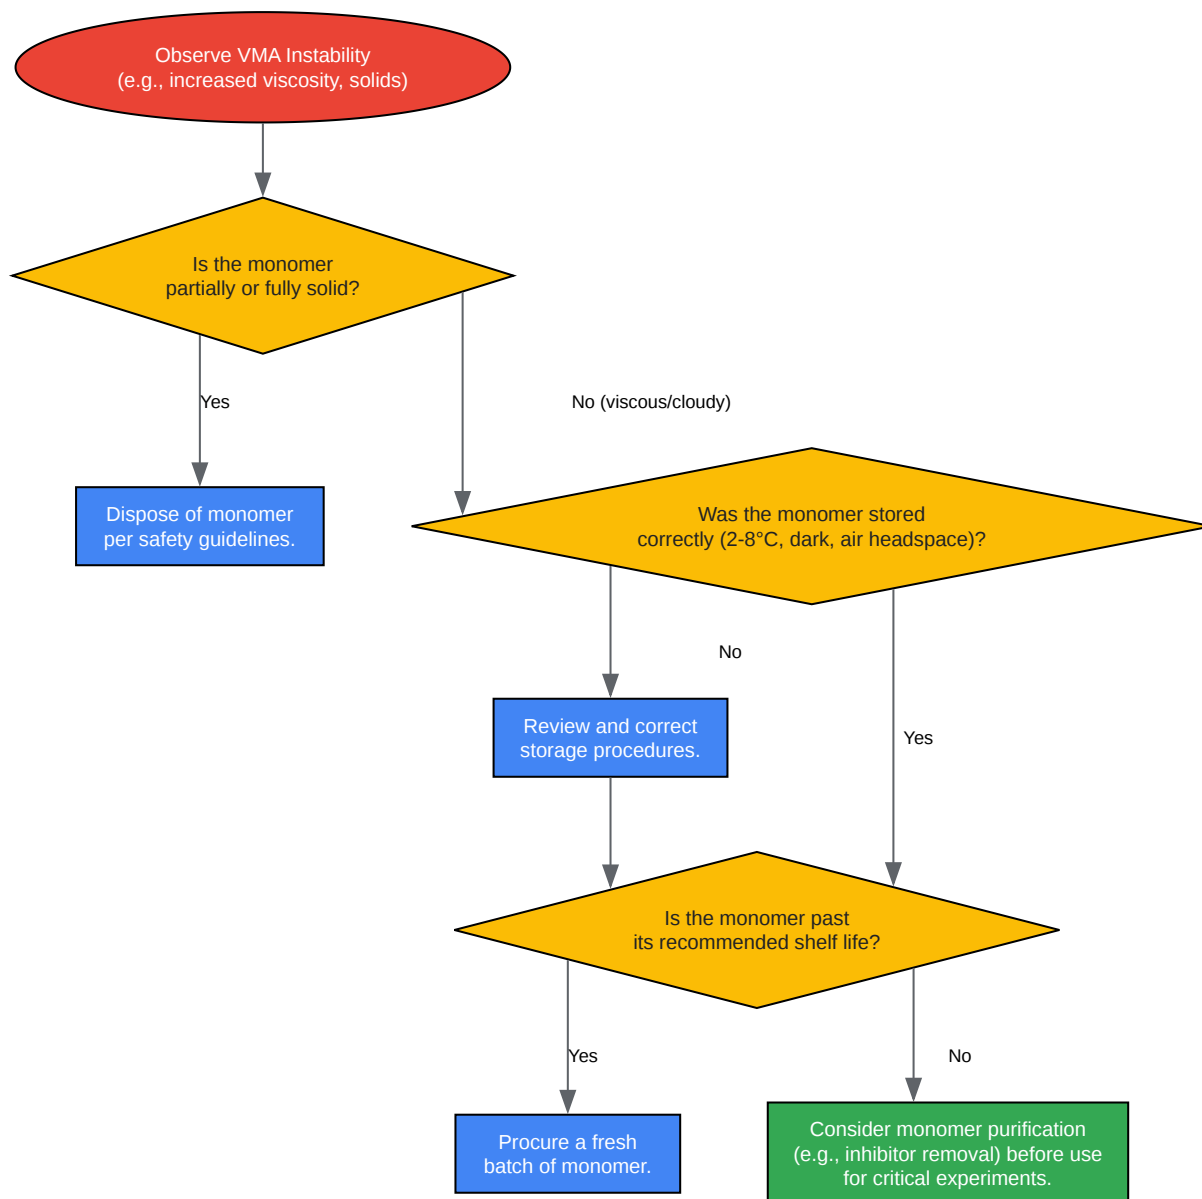 Observe VMA Instability
(e.g., increased viscosity, solids)
Is the monomer
partially or fully solid?
Yes
No (viscous/cloudy)
Dispose of monomer
per safety guidelines.
Was the monomer stored
correctly (2-8°C, dark, air headspace)?
No
Review and correct
storage procedures.
Yes
Is the monomer past
its recommended shelf life?
Yes
No
Procure a fresh
batch of monomer.
Consider monomer purification
(e.g., inhibitor removal) before use
for critical experiments.